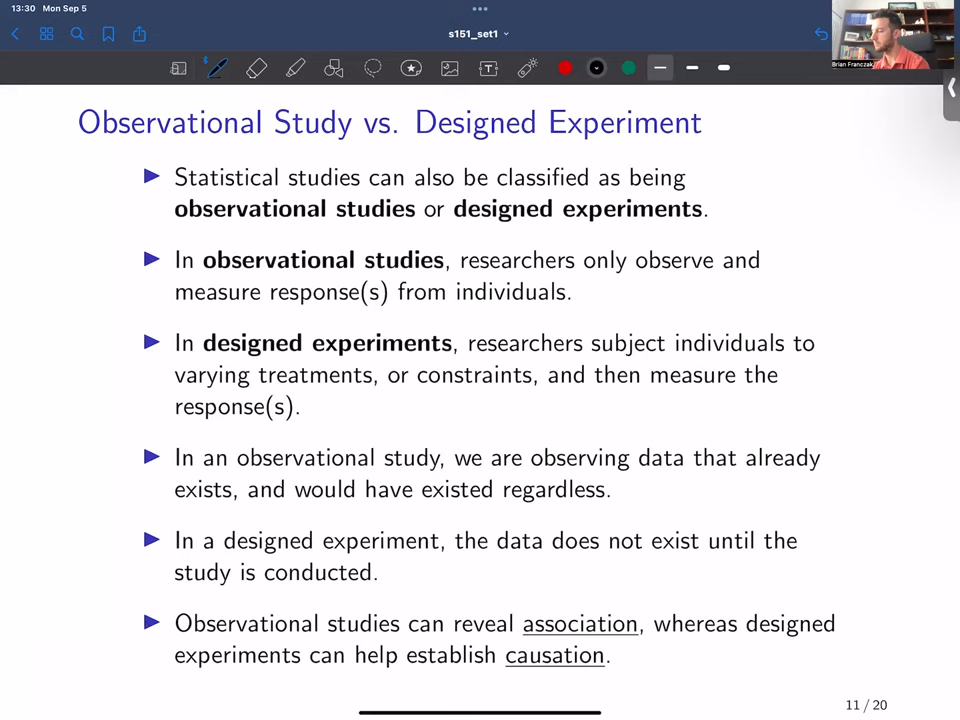 13:30 Mon Sep 5
s151_set1
Brian Franczak
Observational Study vs. Designed Experiment
Statistical studies can also be classified as being
observational studies or designed experiments.
In observational studies, researchers only observe and
measure response(s) from individuals.
In designed experiments, researchers subject individuals to
varying treatments, or constraints, and then measure the
response(s).
In an observational study, we are observing data that already
exists, and would have existed regardless.
In a designed experiment, the data does not exist until the
study is conducted.
Observational studies can reveal association, whereas designed
experiments can help establish causation.
11 / 20